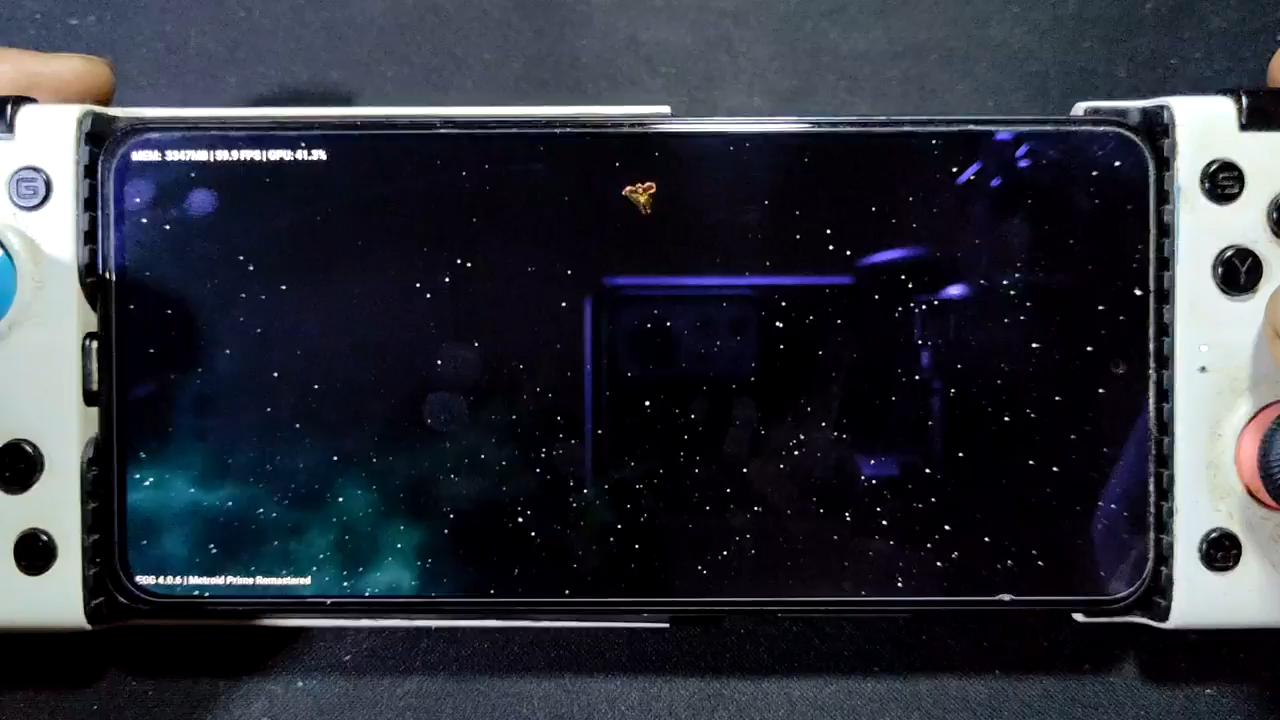 MEM: 3347MB | 59.9 FPS | GPU: 41.3%
Y
EGG 4.0.6 | Metroid Prime Remastered